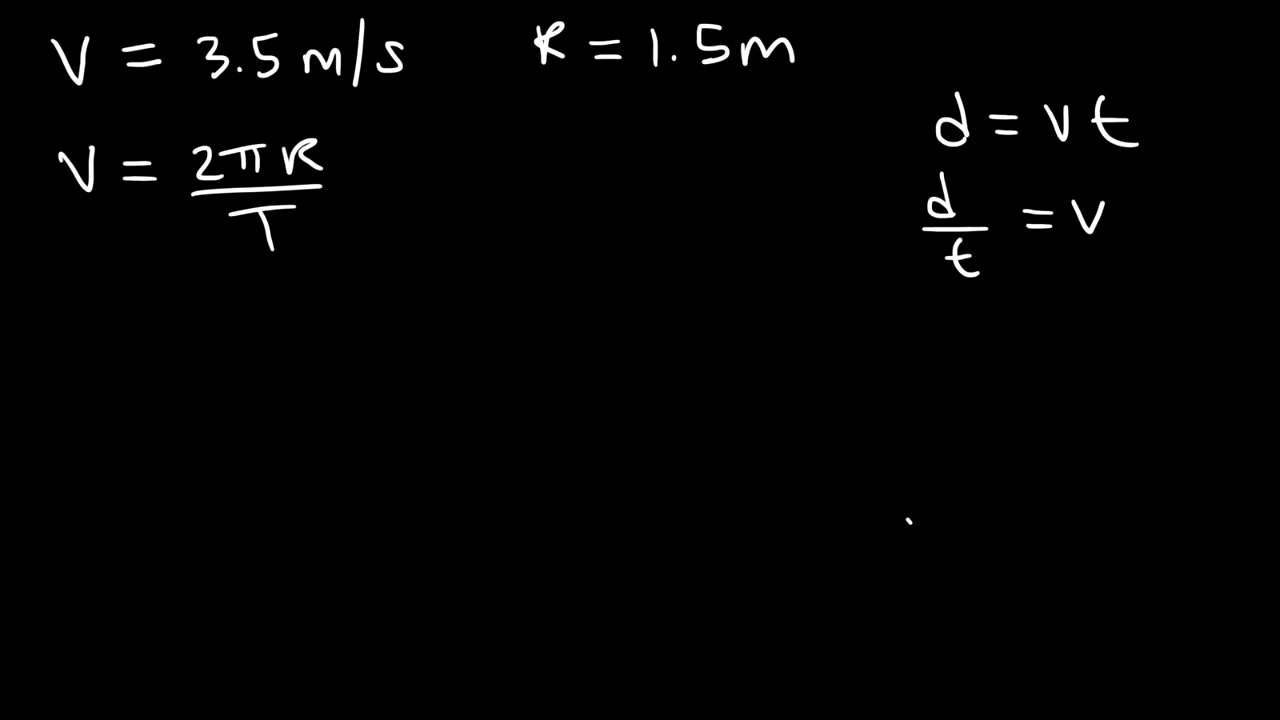 V = 3.5 m/s
R = 1.5m
V = 2πR/T
d = vt
d/t = v